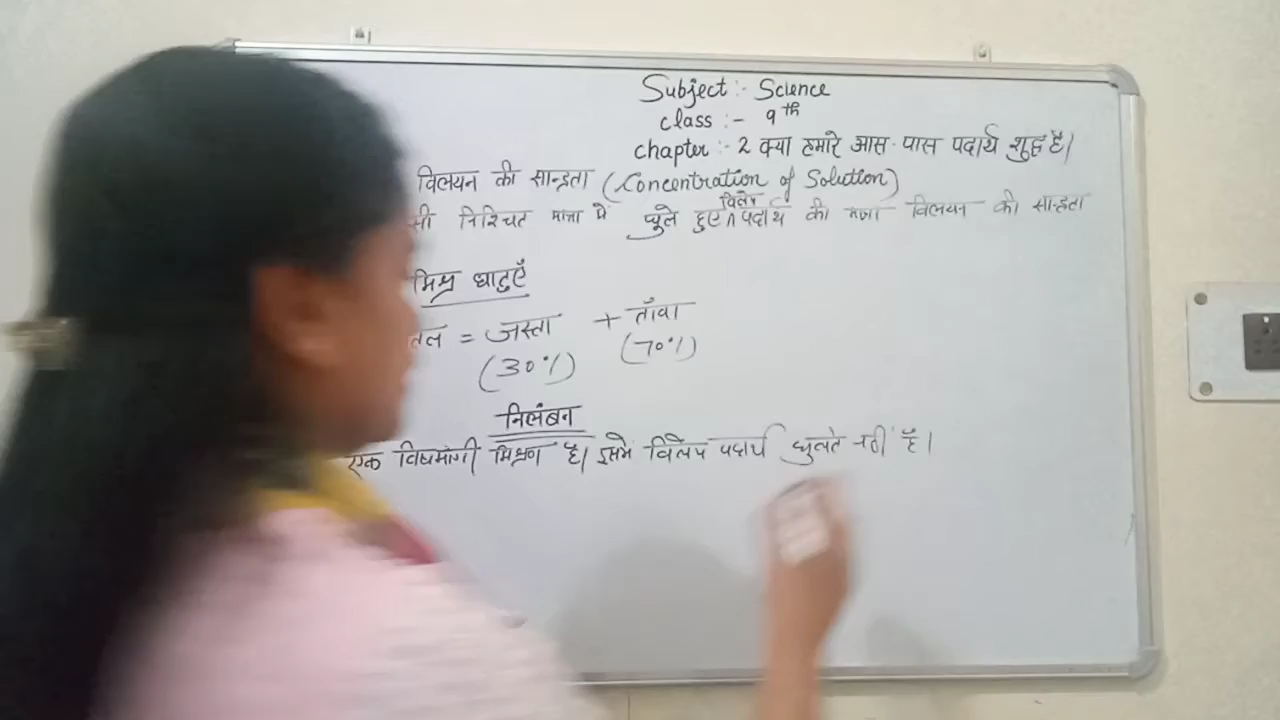 Subject :- Science
class :- 9th
chapter :- 2 क्या हमारे आस-पास पदार्थ शुद्ध है।
विलयन की सान्द्रता (Concentration of Solution)
निश्चित मात्रा में घुले हुए विलेय पदार्थ की मात्रा विलयन की सान्द्रता
मिश्र धातुएँ
= जस्ता + ताँबा
(30%) (70%)
निलंबन
एक विषमांगी मिश्रण है। इसमें विलेय पदार्थ घुलते नहीं है।